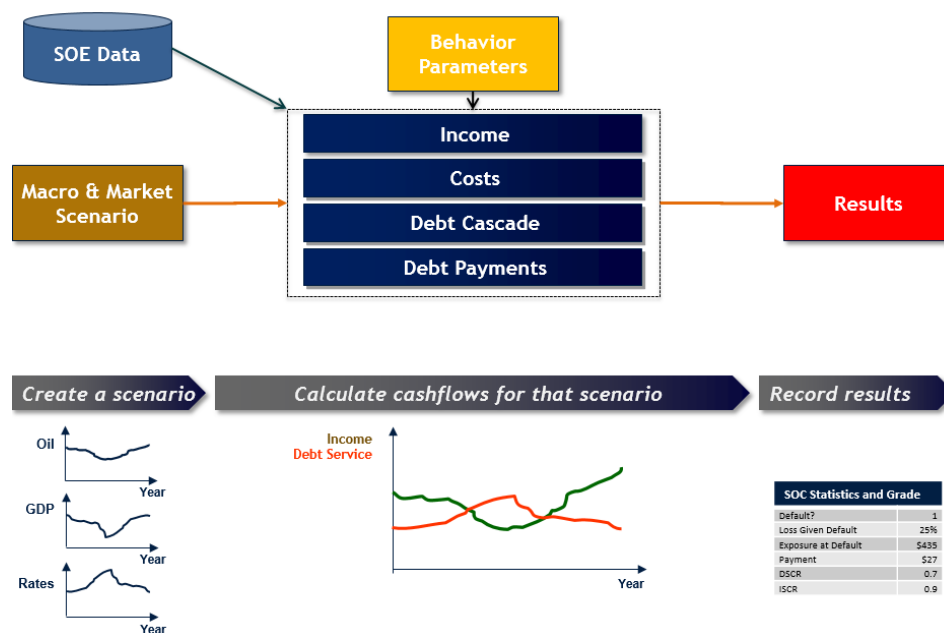 SOE Data
Behavior
Parameters
Income
Costs
Debt Cascade
Debt Payments
Macro & Market
Scenario
Results
Create a scenario
Calculate cashflows for that scenario
Record results
Oil
Year
GDP
Year
Rates
Year
Income
Debt Service
Year
SOC Statistics and Grade
Default? 1
Loss Given Default 25%
Exposure at Default $435
Payment $27
DSCR 0.7
ISCR 0.9